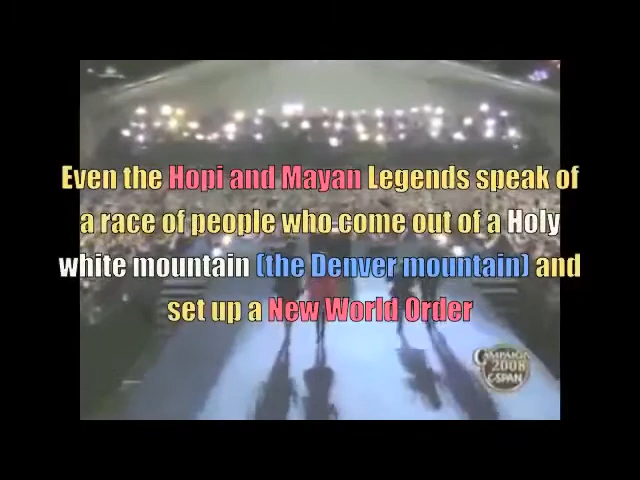 Even the Hopi and Mayan Legends speak of
a race of people who come out of a Holy
white mountain (the Denver mountain) and
set up a New World Order
CAMPAIGN
2008
C-SPAN